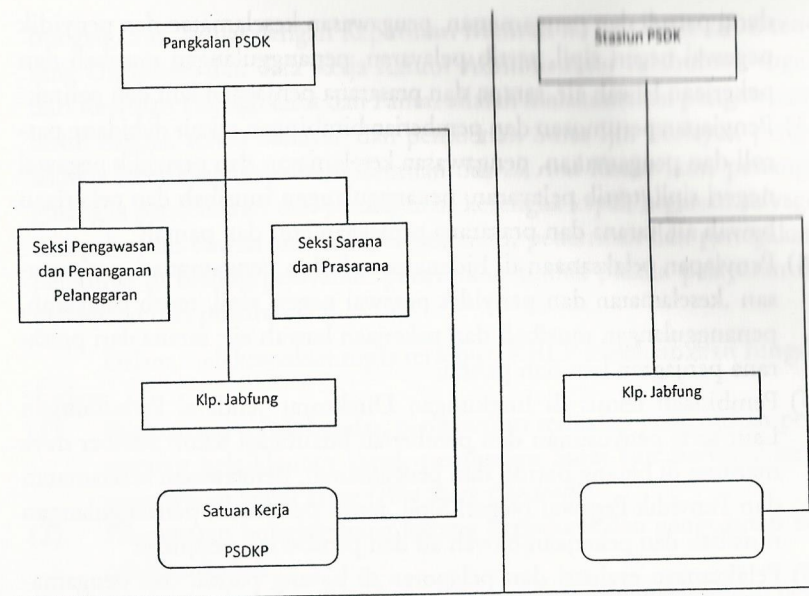 Pangkalan PSDK
Stasiun PSDK
Seksi Pengawasan
dan Penanganan
Pelanggaran
Seksi Sarana
dan Prasarana
Klp. Jabfung
Klp. Jabfung
Satuan Kerja
PSDKP